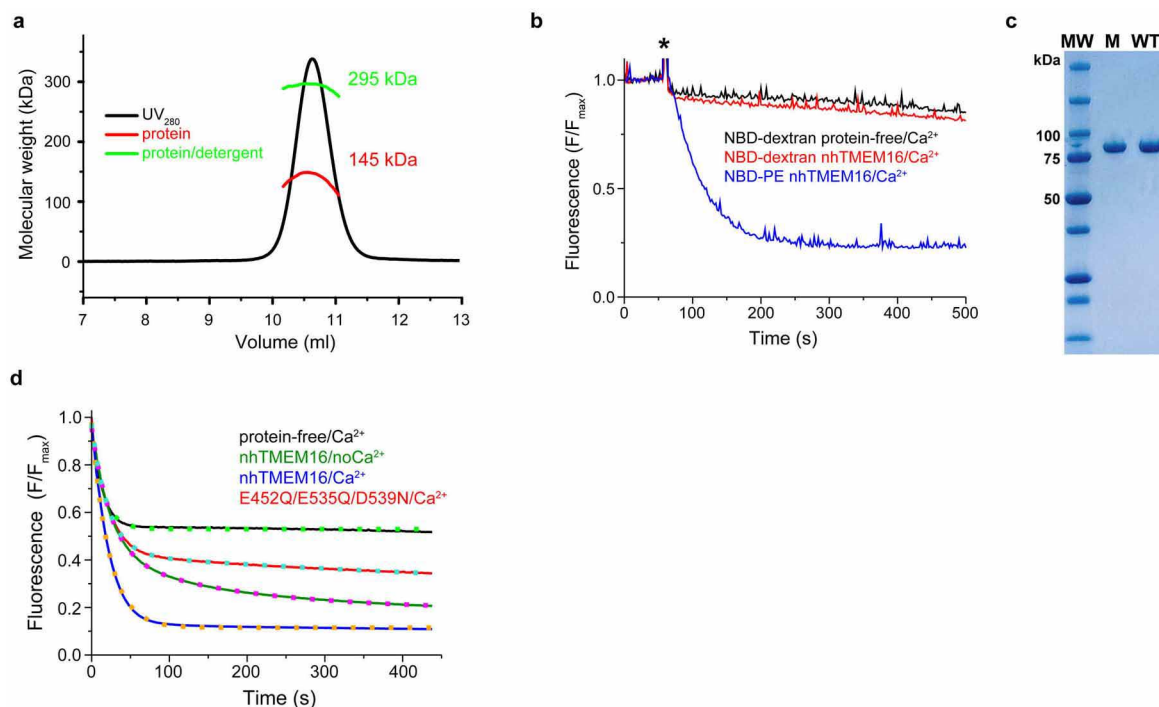 a
Molecular weight (kDa)
300
200
100
0
7 8 9 10 11 12 13
Volume (ml)
UV280
protein
protein/detergent
295 kDa
145 kDa
b
*
Fluorescence (F/Fmax)
1.0
0.5
0.0
0 100 200 300 400 500
Time (s)
NBD-dextran protein-free/Ca2+
NBD-dextran nhTMEM16/Ca2+
NBD-PE nhTMEM16/Ca2+
c
MW M WT
kDa
100
75
50
d
Fluorescence (F/Fmax)
1.0
0.8
0.6
0.4
0.2
0.0
0 100 200 300 400
Time (s)
protein-free/Ca2+
nhTMEM16/noCa2+
nhTMEM16/Ca2+
E452Q/E535Q/D539N/Ca2+